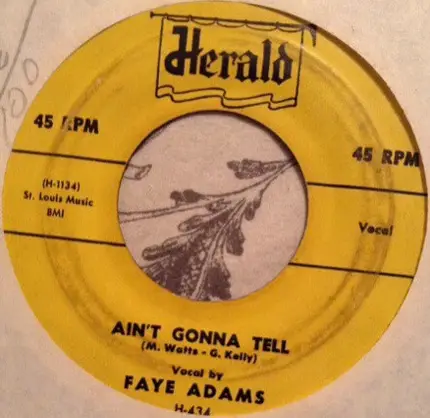 Herald
45 RPM
45 RPM
(H-1134)
St. Louis Music
BMI
Vocal
AIN'T GONNA TELL
(M. Watts - G. Kelly)
Vocal by
FAYE ADAMS
H-434